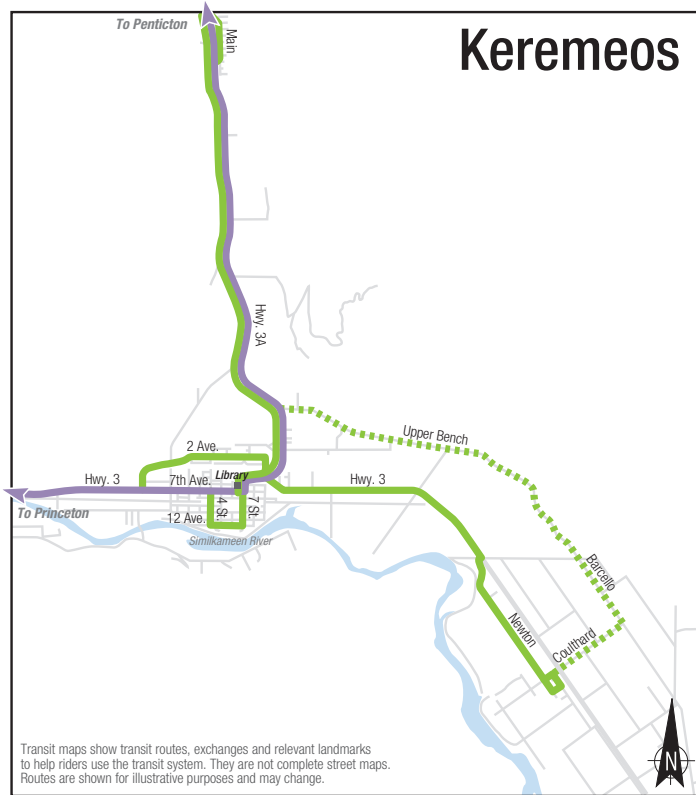 To Penticton
Main
Keremeos
Hwy. 3A
Upper Bench
2 Ave.
Library
Hwy. 3
7th Ave.
Hwy. 3
To Princeton
4 St.
7 St.
12 Ave.
Similkameen River
Barcello
Newton
Coulthard
Transit maps show transit routes, exchanges and relevant landmarks
to help riders use the transit system. They are not complete street maps.
Routes are shown for illustrative purposes and may change.
N